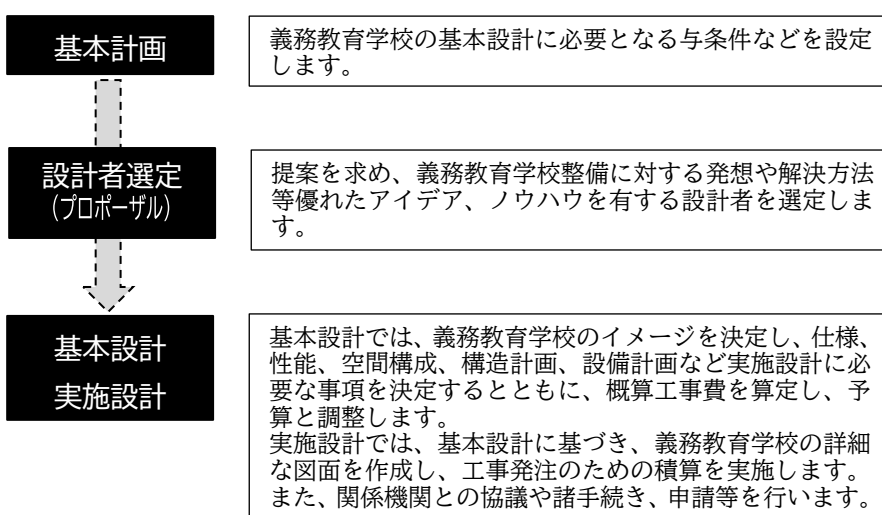 基本計画
義務教育学校の基本設計に必要となる与条件などを設定
します。
設計者選定
(プロポーザル)
提案を求め、義務教育学校整備に対する発想や解決方法
等優れたアイデア、ノウハウを有する設計者を選定しま
す。
基本設計
実施設計
基本設計では、義務教育学校のイメージを決定し、仕様、
性能、空間構成、構造計画、設備計画など実施設計に必
要な事項を決定するとともに、概算工事費を算定し、予
算と調整します。
実施設計では、基本設計に基づき、義務教育学校の詳細
な図面を作成し、工事発注のための積算を実施します。
また、関係機関との協議や諸手続き、申請等を行います。